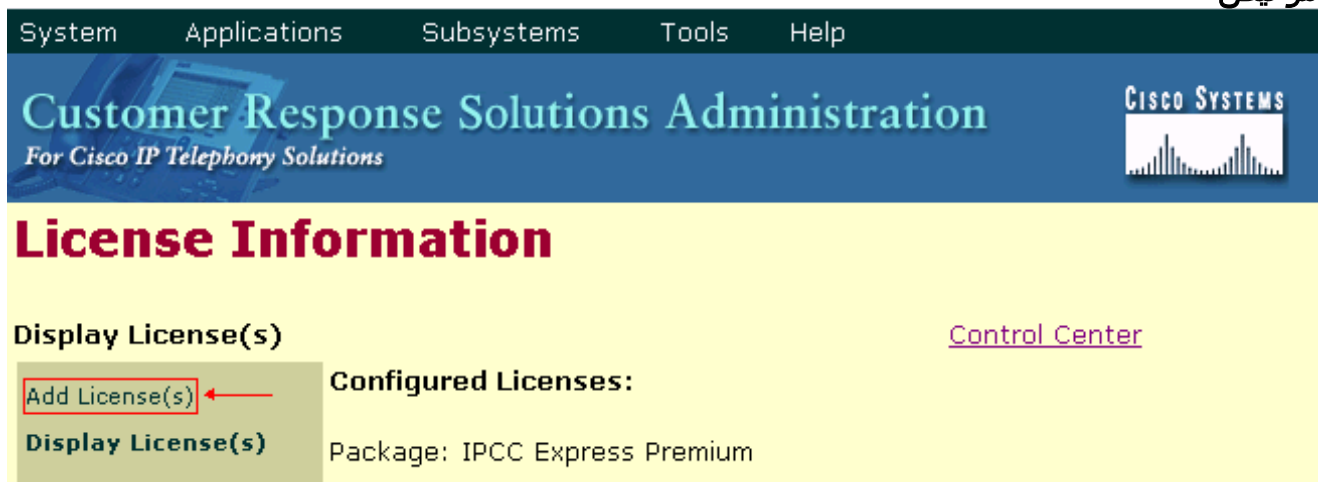 System Applications Subsystems Tools Help
Customer Response Solutions Administration
For Cisco IP Telephony Solutions
CISCO SYSTEMS
License Information
Display License(s)
Control Center
Add License(s)
Display License(s)
Configured Licenses:
Package: IPCC Express Premium